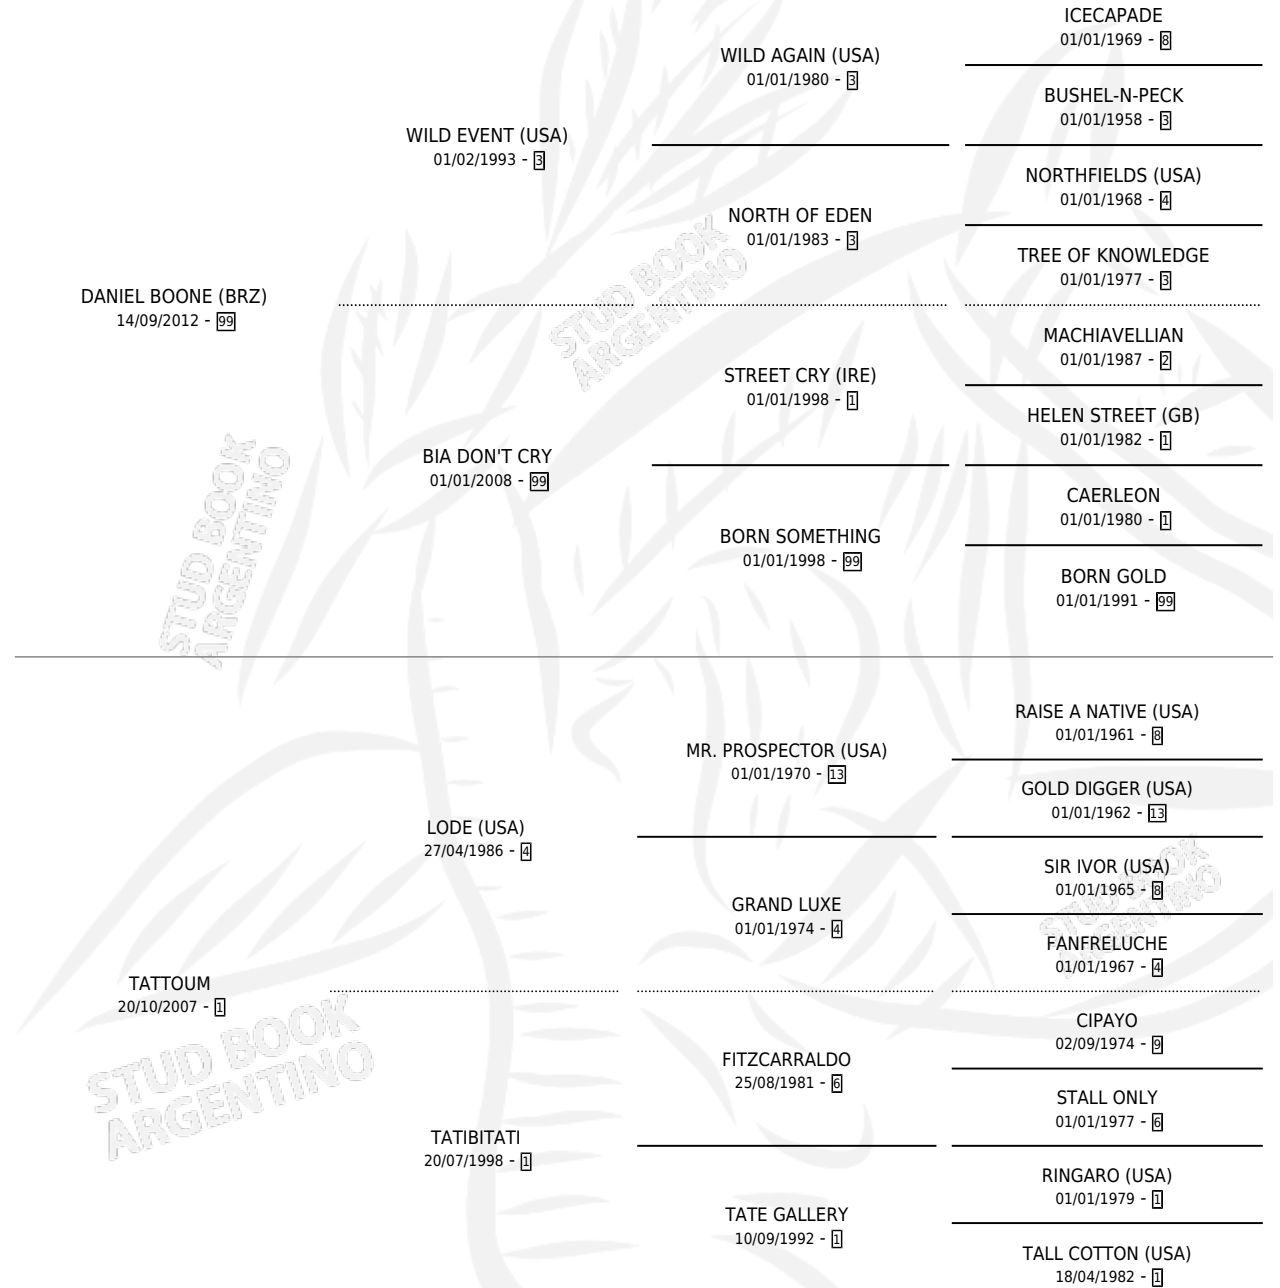 ICECAPADE
01/01/1969 - 8
WILD AGAIN (USA)
01/01/1980 - 3
BUSHEL-N-PECK
01/01/1958 - 3
WILD EVENT (USA)
01/02/1993 - 3
NORTHFIELDS (USA)
01/01/1968 - 4
NORTH OF EDEN
01/01/1983 - 3
TREE OF KNOWLEDGE
01/01/1977 - 3
DANIEL BOONE (BRZ)
14/09/2012 - 99
MACHIAVELLIAN
01/01/1987 - 2
STREET CRY (IRE)
01/01/1998 - 1
HELEN STREET (GB)
01/01/1982 - 1
BIA DON'T CRY
01/01/2008 - 99
CAERLEON
01/01/1980 - 1
BORN SOMETHING
01/01/1998 - 99
BORN GOLD
01/01/1991 - 99
STUD BOOK
ARGENTINO
STUD BOOK
ARGENTINO
RAISE A NATIVE (USA)
01/01/1961 - 8
MR. PROSPECTOR (USA)
01/01/1970 - 13
GOLD DIGGER (USA)
01/01/1962 - 13
LODE (USA)
27/04/1986 - 4
SIR IVOR (USA)
01/01/1965 - 8
GRAND LUXE
01/01/1974 - 4
FANFRELUCHE
01/01/1967 - 4
TATTOUM
20/10/2007 - 1
CIPAYO
02/09/1974 - 9
FITZCARRALDO
25/08/1981 - 6
STALL ONLY
01/01/1977 - 6
TATIBITATI
20/07/1998 - 1
RINGARO (USA)
01/01/1979 - 1
TATE GALLERY
10/09/1992 - 1
TALL COTTON (USA)
18/04/1982 - 1
STUD BOOK
ARGENTINO
STUD BOOK
ARGENTINO